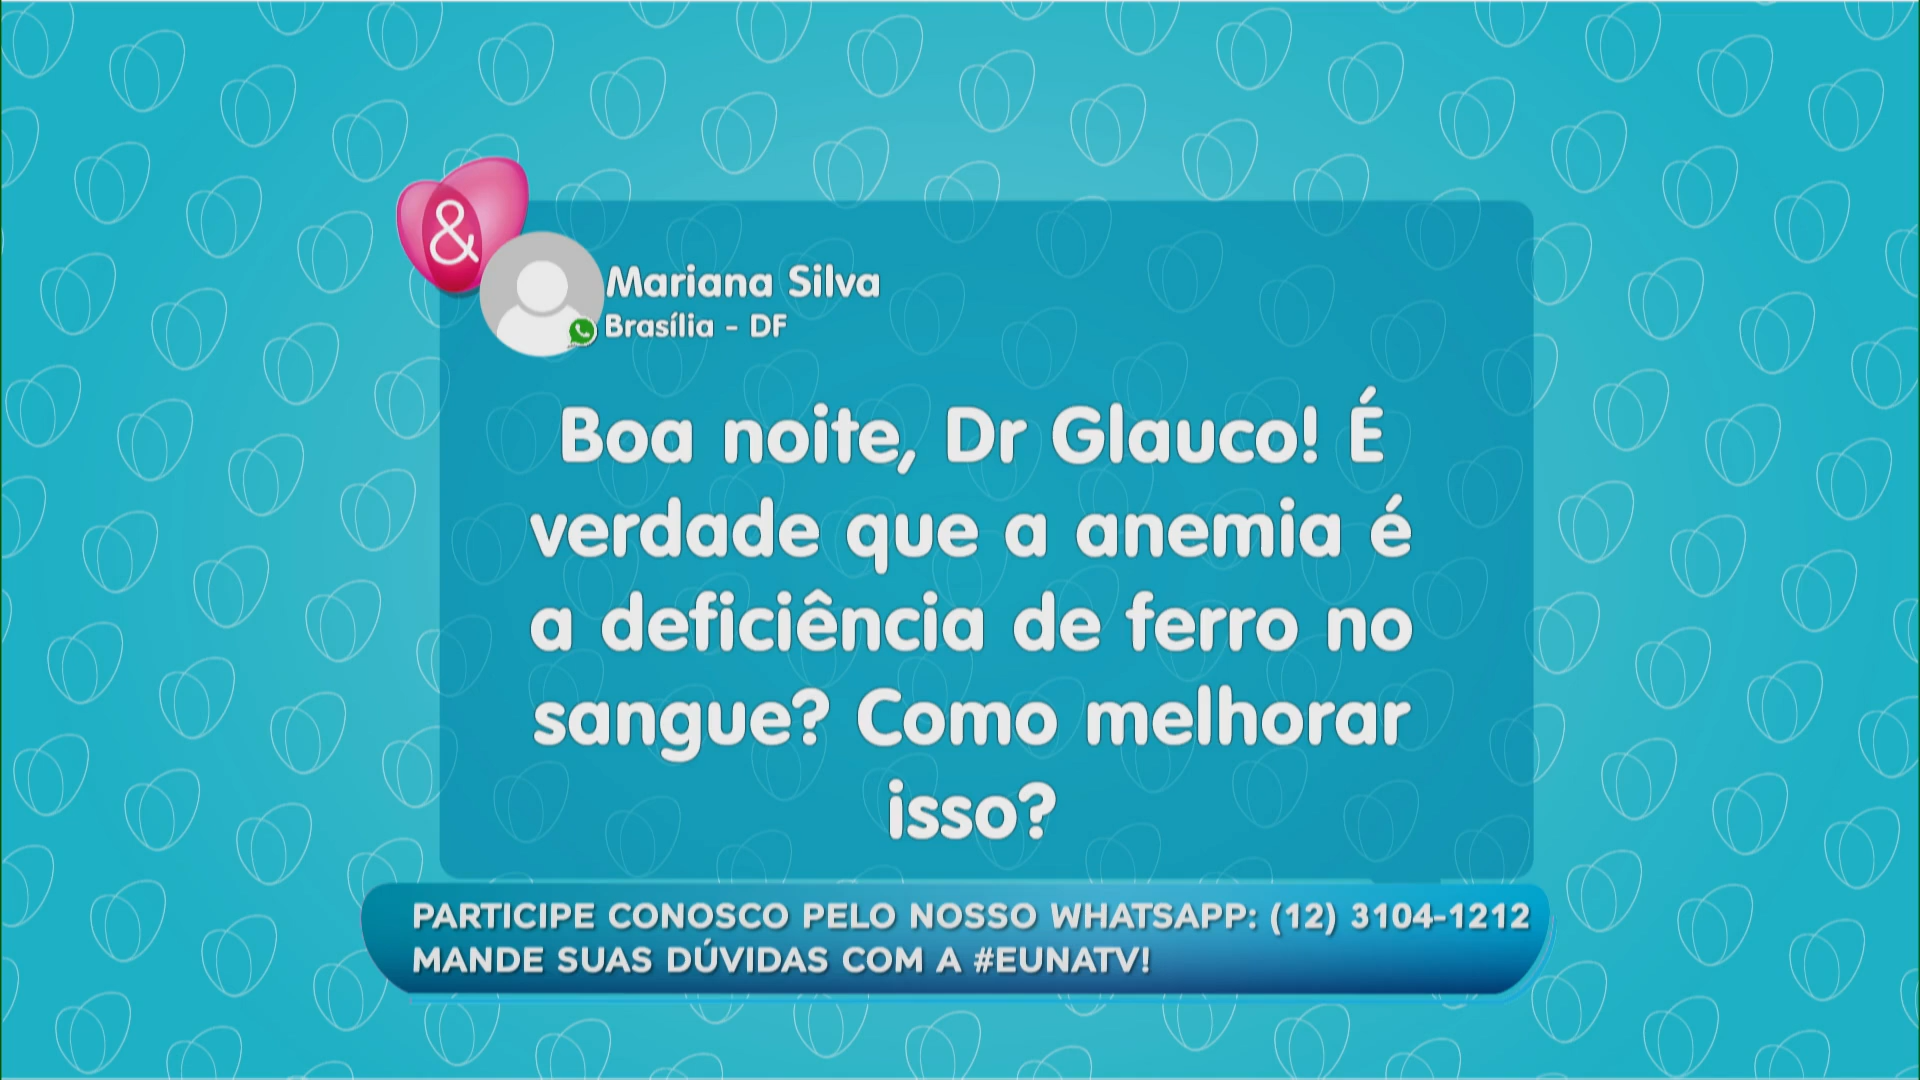 &
Mariana Silva
Brasília - DF
Boa noite, Dr Glauco! É
verdade que a anemia é
a deficiência de ferro no
sangue? Como melhorar
isso?
PARTICIPE CONOSCO PELO NOSSO WHATSAPP: (12) 3104-1212
MANDE SUAS DÚVIDAS COM A #EUNATV!